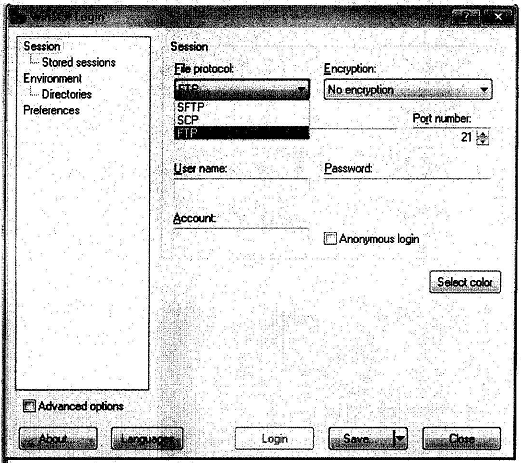 Login
Session
Stored sessions
Environment
Directories
Preferences
Session
File protocol:
Encryption:
FTP
No encryption
SFTP
SCP
FTP
Port number:
21
User name:
Password:
Account:
Anonymous login
Select color
Advanced options
About...
Languages
Login
Save...
Close